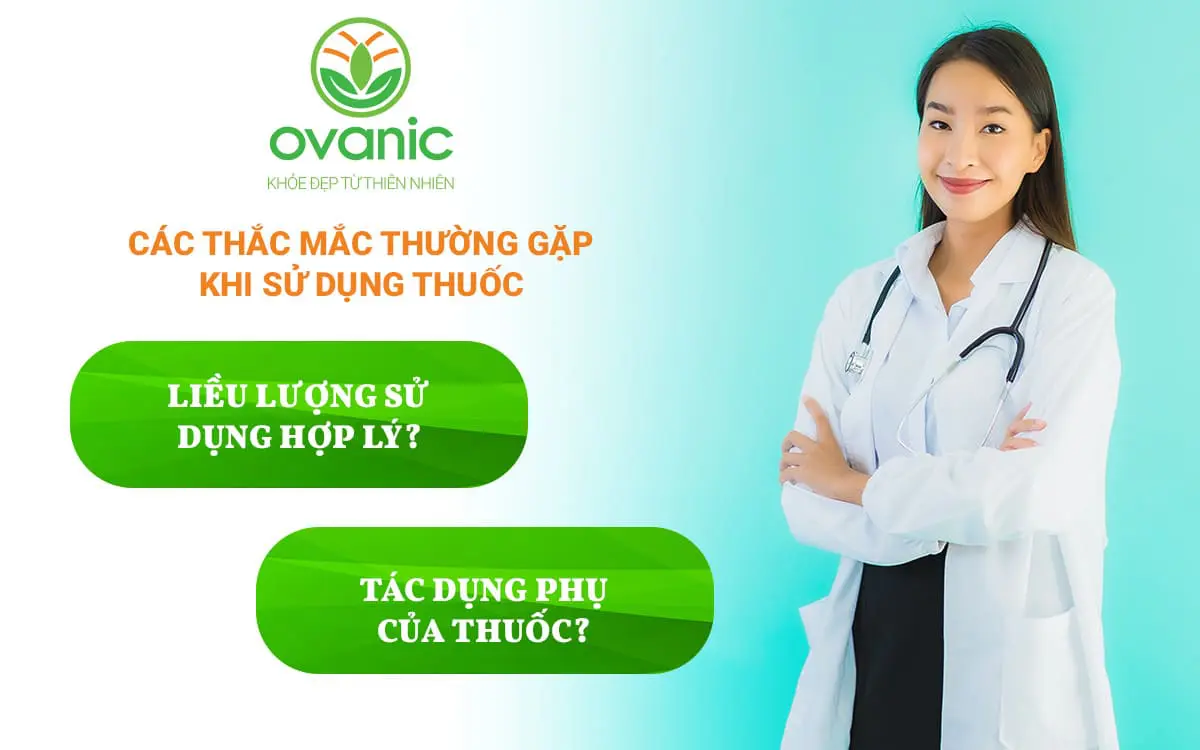 ovanic
KHỎE ĐẸP TỪ THIÊN NHIÊN
CÁC THẮC MẮC THƯỜNG GẶP
KHI SỬ DỤNG THUỐC
LIỀU LƯỢNG SỬ
DỤNG HỢP LÝ?
TÁC DỤNG PHỤ
CỦA THUỐC?